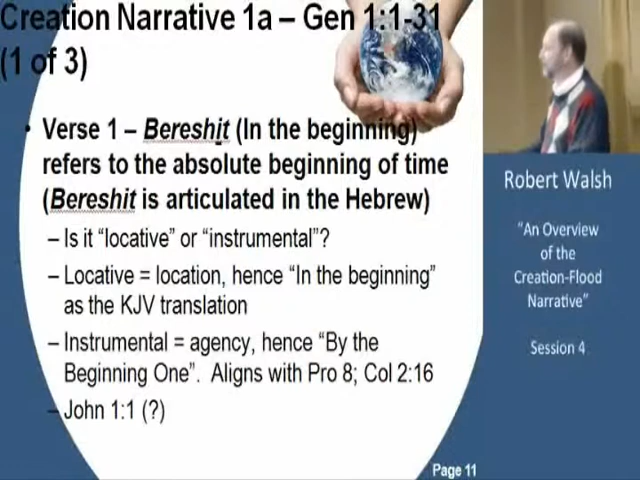 Creation Narrative 1a – Gen 1:1-31
(1 of 3)
• Verse 1 – Bereshit (In the beginning)
refers to the absolute beginning of time
(Bereshit is articulated in the Hebrew)
– Is it “locative” or “instrumental”?
– Locative = location, hence “In the beginning”
as the KJV translation
– Instrumental = agency, hence “By the
Beginning One”. Aligns with Pro 8; Col 2:16
– John 1:1 (?)
Page 11
Robert Walsh
“An Overview
of the
Creation-Flood
Narrative”
Session 4